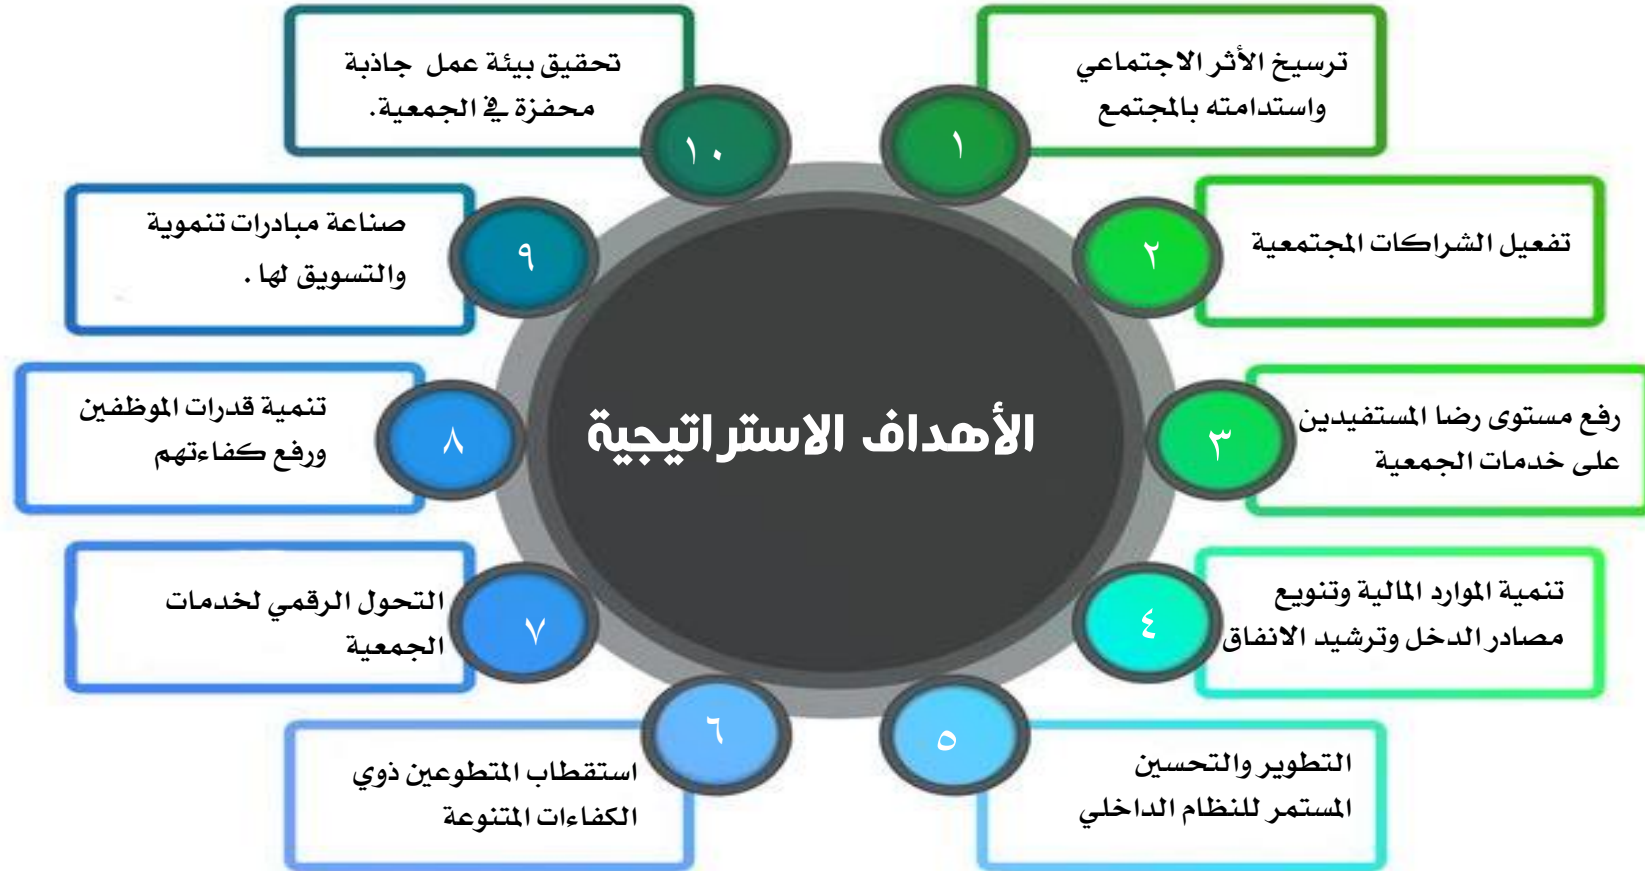 الأهداف الاستراتيجية
١
ترسيخ الأثر الاجتماعي
واستدامته بالمجتمع
٢
تفعيل الشراكات المجتمعية
٣
رفع مستوى رضا المستفيدين
على خدمات الجمعية
٤
تنمية الموارد المالية وتنويع
مصادر الدخل وترشيد الانفاق
٥
التطوير والتحسين
المستمر للنظام الداخلي
٦
استقطاب المتطوعين ذوي
الكفاءات المتنوعة
٧
التحول الرقمي لخدمات
الجمعية
٨
تنمية قدرات الموظفين
ورفع كفاءتهم
٩
صناعة مبادرات تنموية
والتسويق لها .
١٠
تحقيق بيئة عمل جاذبة
محفزة في الجمعية.